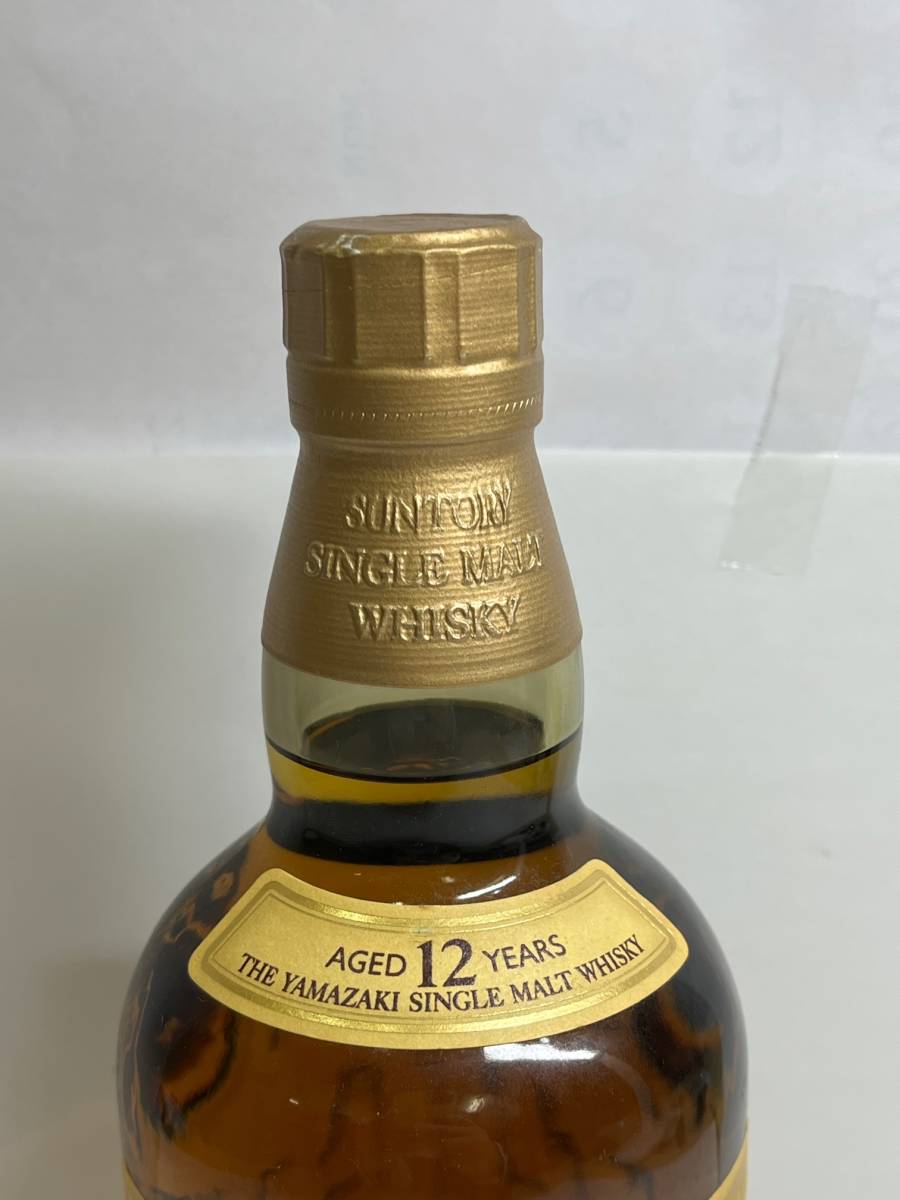 SUNTORY
SINGLE MALT
WHISKY
AGED 12 YEARS
THE YAMAZAKI SINGLE MALT WHISKY